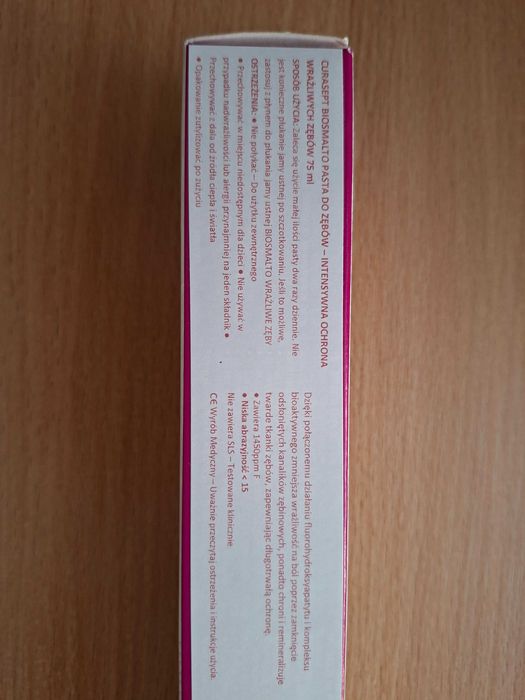 CURASEPT BIOSMALTO PASTA DO ZĘBÓW – INTENSYWNA OCHRONA
WRAŻLIWYCH ZĘBÓW 75 ml
SPOSÓB UŻYCIA: Zaleca się użycie małej ilości pasty dwa razy dziennie. Nie
jest konieczne płukanie jamy ustnej po szczotkowaniu. Jeśli to możliwe,
zastosuj z płynem do płukania jamy ustnej BIOSMALTO WRAŻLIWE ZĘBY
OSTRZEŻENIA: ● Nie połykać – Do użytku zewnętrznego
● Przechowywać w miejscu niedostępnym dla dzieci ● Nie używać w
przypadku nadwrażliwości lub alergii przynajmniej na jeden składnik ●
Przechowywać z dala od źródła ciepła i światła
● Opakowanie zutylizować po zużyciu
Dzięki połączonemu działaniu fluorohydroksyapatytu i kompleksu
bioaktywnego zmniejsza wrażliwość na ból poprzez zamknięcie
odsłoniętych kanalików zębinowych, ponadto chroni i remineralizuje
twarde tkanki zębów, zapewniając długotrwałą ochronę.
● Zawiera 1450ppm F
● Niska abrazyjność < 15
Nie zawiera SLS – Testowane klinicznie
CE Wyrób Medyczny – Uważnie przeczytaj ostrzeżenia i instrukcje użycia.